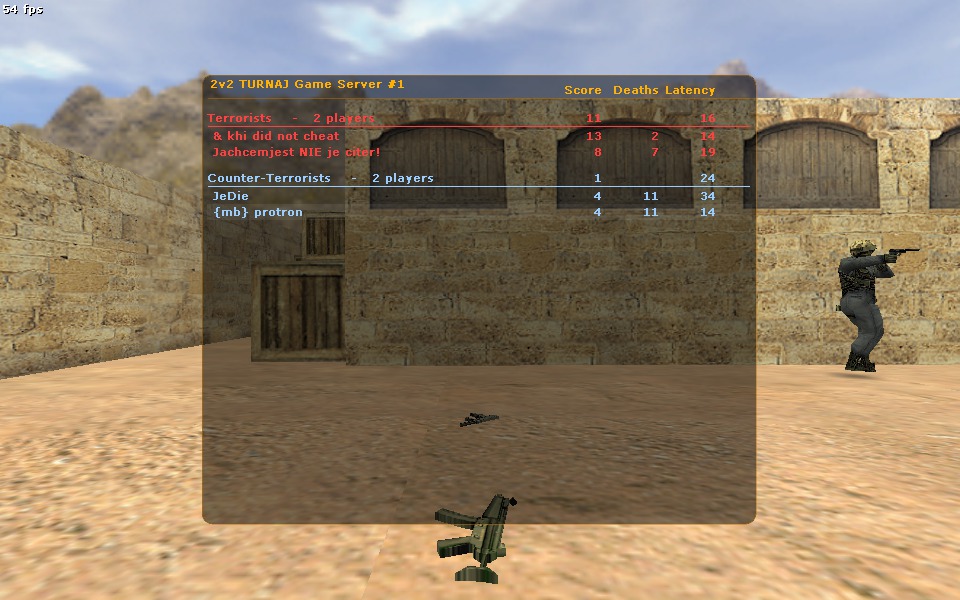 54 fps
2v2 TURNAJ Game Server #1 Score Deaths Latency
Terrorists - 2 players 11 16
& khi did not cheat 13 2 14
Jachcemjest NIE je citer! 8 7 19
Counter-Terrorists - 2 players 1 24
JeDie 4 11 34
{mb} protron 4 11 14